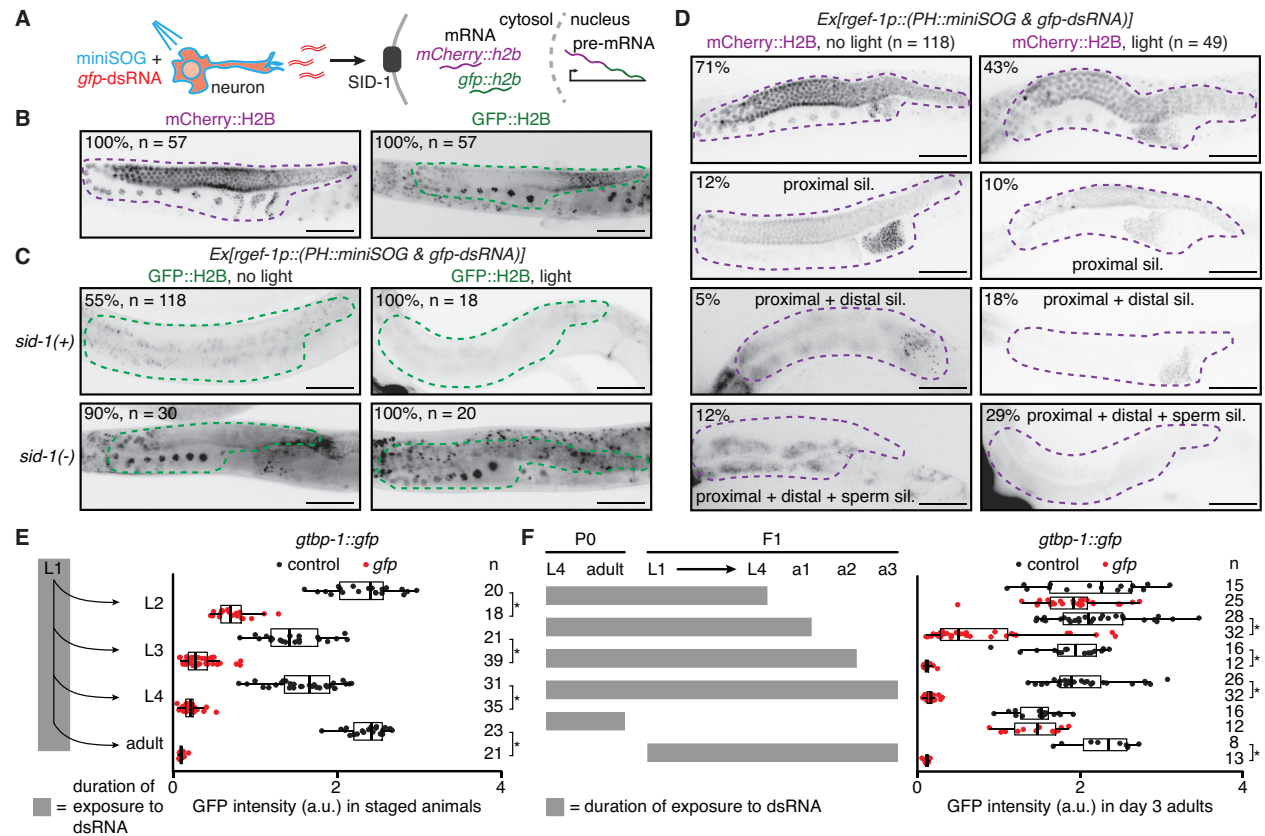 A
miniSOG +
gfp-dsRNA
neuron
SID-1
cytosol
nucleus
mRNA
mCherry::h2b
gfp::h2b
pre-mRNA
B
mCherry::H2B
GFP::H2B
100%, n = 57
100%, n = 57
C
Ex[rgef-1p::(PH::miniSOG & gfp-dsRNA)]
GFP::H2B, no light
GFP::H2B, light
sid-1(+)
55%, n = 118
100%, n = 18
sid-1(-)
90%, n = 30
100%, n = 20
D
Ex[rgef-1p::(PH::miniSOG & gfp-dsRNA)]
mCherry::H2B, no light (n = 118)
mCherry::H2B, light (n = 49)
71%
43%
12%
proximal sil.
10%
proximal sil.
5%
proximal + distal sil.
18%
proximal + distal sil.
12%
proximal + distal + sperm sil.
29% proximal + distal + sperm sil.
E
gtbp-1::gfp
control
gfp
n
L1
L2
L3
L4
adult
20
18
*
21
39
*
31
35
*
23
21
*
0
2
4
GFP intensity (a.u.) in staged animals
= duration of
exposure to
dsRNA
F
P0
F1
L4
adult
L1
L4
a1
a2
a3
gtbp-1::gfp
control
gfp
n
15
25
28
32
*
16
12
*
26
32
*
16
12
8
13
*
0
2
4
GFP intensity (a.u.) in day 3 adults
= duration of exposure to dsRNA